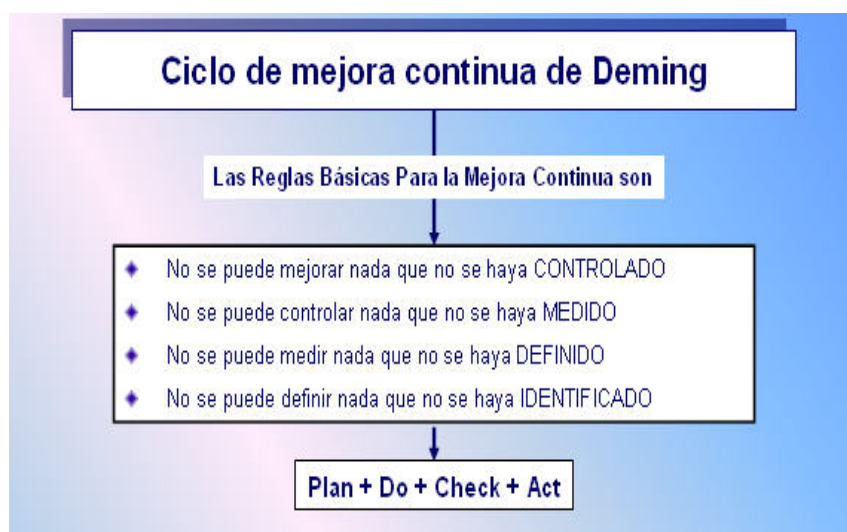 Ciclo de mejora continua de Deming
Las Reglas Básicas Para la Mejora Continua son
No se puede mejorar nada que no se haya CONTROLADO
No se puede controlar nada que no se haya MEDIDO
No se puede medir nada que no se haya DEFINIDO
No se puede definir nada que no se haya IDENTIFICADO
Plan + Do + Check + Act